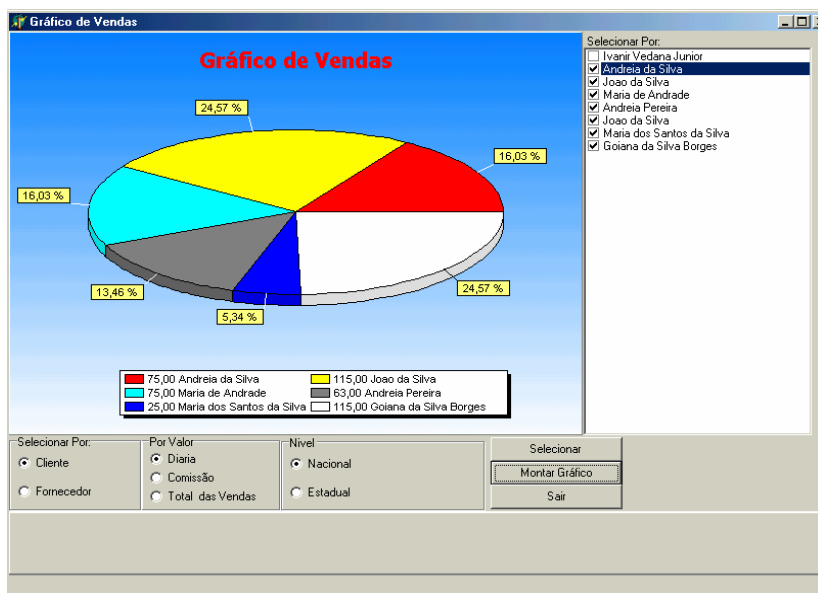 Gráfico de Vendas
Gráfico de Vendas
24,57 %
16,03 %
16,03 %
13,46 %
24,57 %
5,34 %
75,00 Andreia da Silva 115,00 Joao da Silva
75,00 Maria de Andrade 63,00 Andreia Pereira
25,00 Maria dos Santos da Silva 115,00 Goiana da Silva Borges
Selecionar Por:
Ivanir Vedana Junior
Andreia da Silva
Joao da Silva
Maria de Andrade
Andreia Pereira
Joao da Silva
Maria dos Santos da Silva
Goiana da Silva Borges
Selecionar Por:
Cliente
Fornecedor
Por Valor
Diaria
Comissão
Total das Vendas
Nivel
Nacional
Estadual
Selecionar
Montar Gráfico
Sair